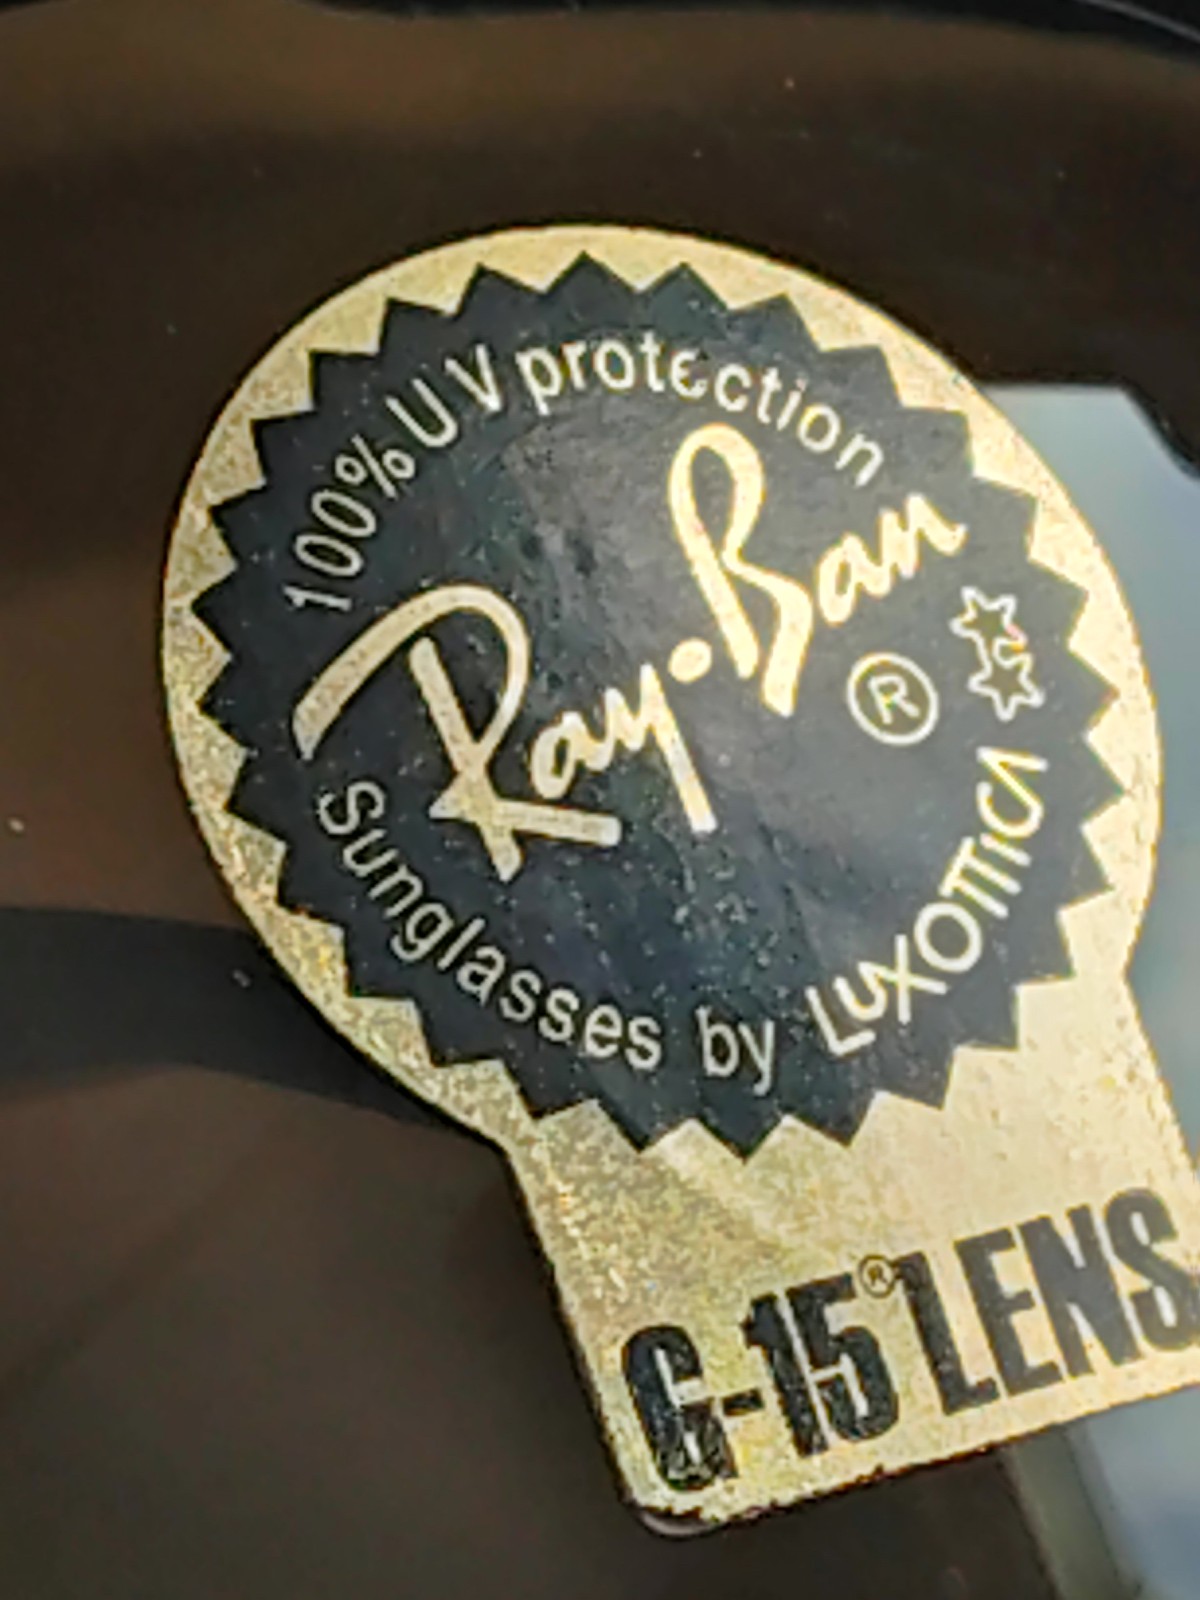 100% UV protection
Ray·Ban
®
Sunglasses by LUXOTTICA
G-15® LENS